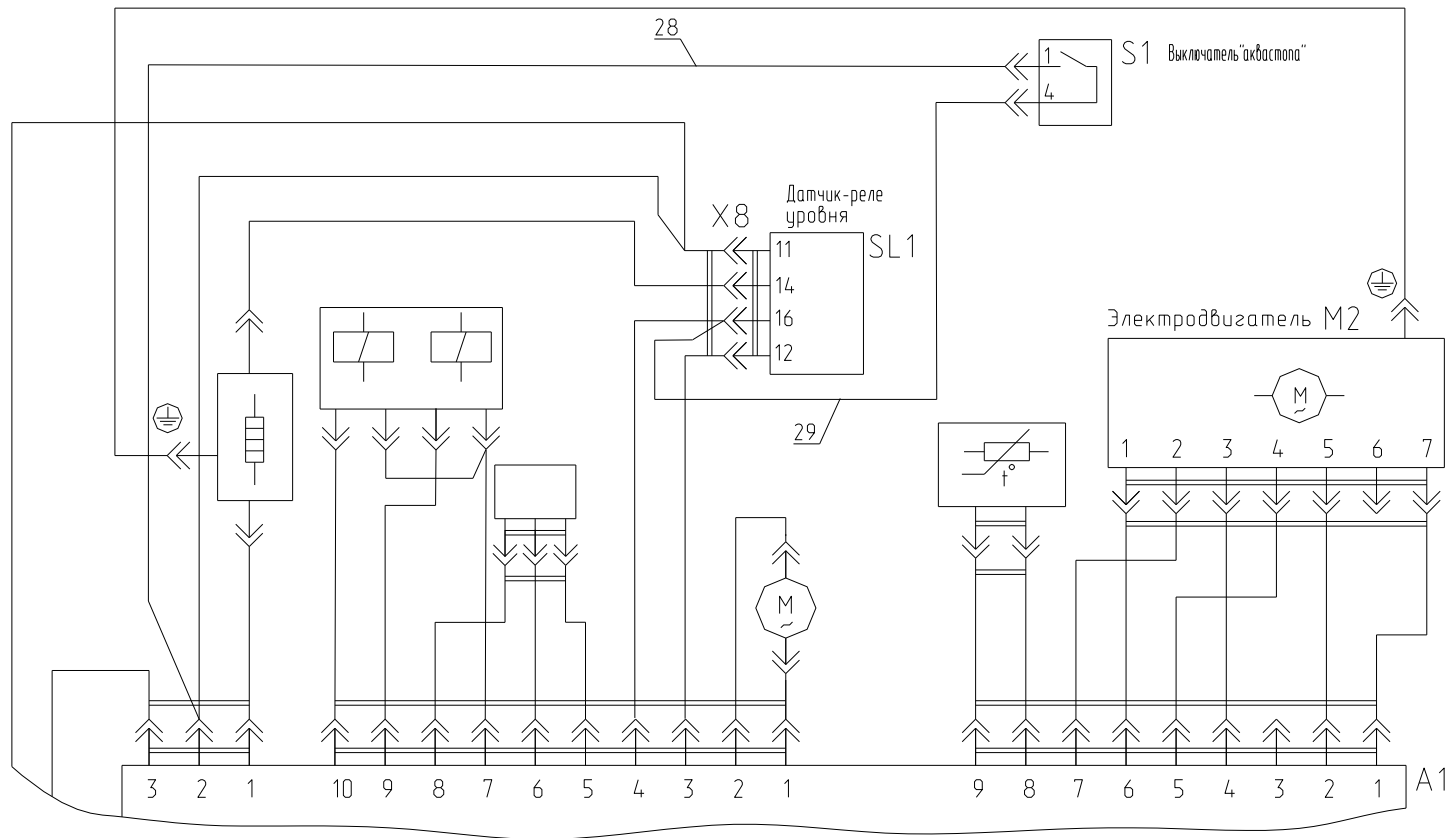 28
1
S1 Выключатель"аквастопа"
4
Датчик-реле
уровня
X8
11
SL1
14
16
12
Электродвигатель M2
29
M
~
1 2 3 4 5 6 7
t°
M
~
3 2 1 10 9 8 7 6 5 4 3 2 1 9 8 7 6 5 4 3 2 1 A1